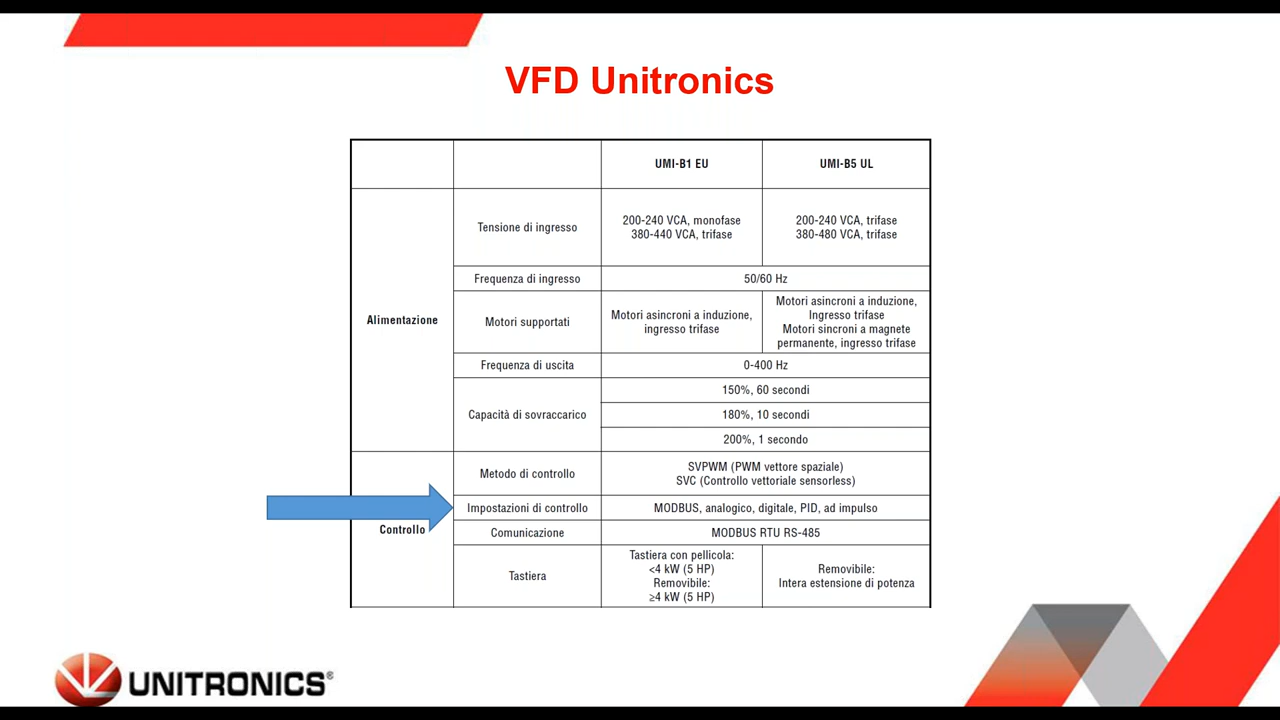 VFD Unitronics
UMI-B1 EU
UMI-B5 UL
Alimentazione
Tensione di ingresso
200-240 VCA, monofase
380-440 VCA, trifase
200-240 VCA, trifase
380-480 VCA, trifase
Frequenza di ingresso
50/60 Hz
Motori supportati
Motori asincroni a induzione,
ingresso trifase
Motori asincroni a induzione,
Ingresso trifase
Motori sincroni a magnete
permanente, ingresso trifase
Frequenza di uscita
0-400 Hz
Capacità di sovraccarico
150%, 60 secondi
180%, 10 secondi
200%, 1 secondo
Controllo
Metodo di controllo
SVPWM (PWM vettore spaziale)
SVC (Controllo vettoriale sensorless)
Impostazioni di controllo
MODBUS, analogico, digitale, PID, ad impulso
Comunicazione
MODBUS RTU RS-485
Tastiera
Tastiera con pellicola:
<4 kW (5 HP)
Removibile:
≥4 kW (5 HP)
Removibile:
Intera estensione di potenza
UNITRONICS®